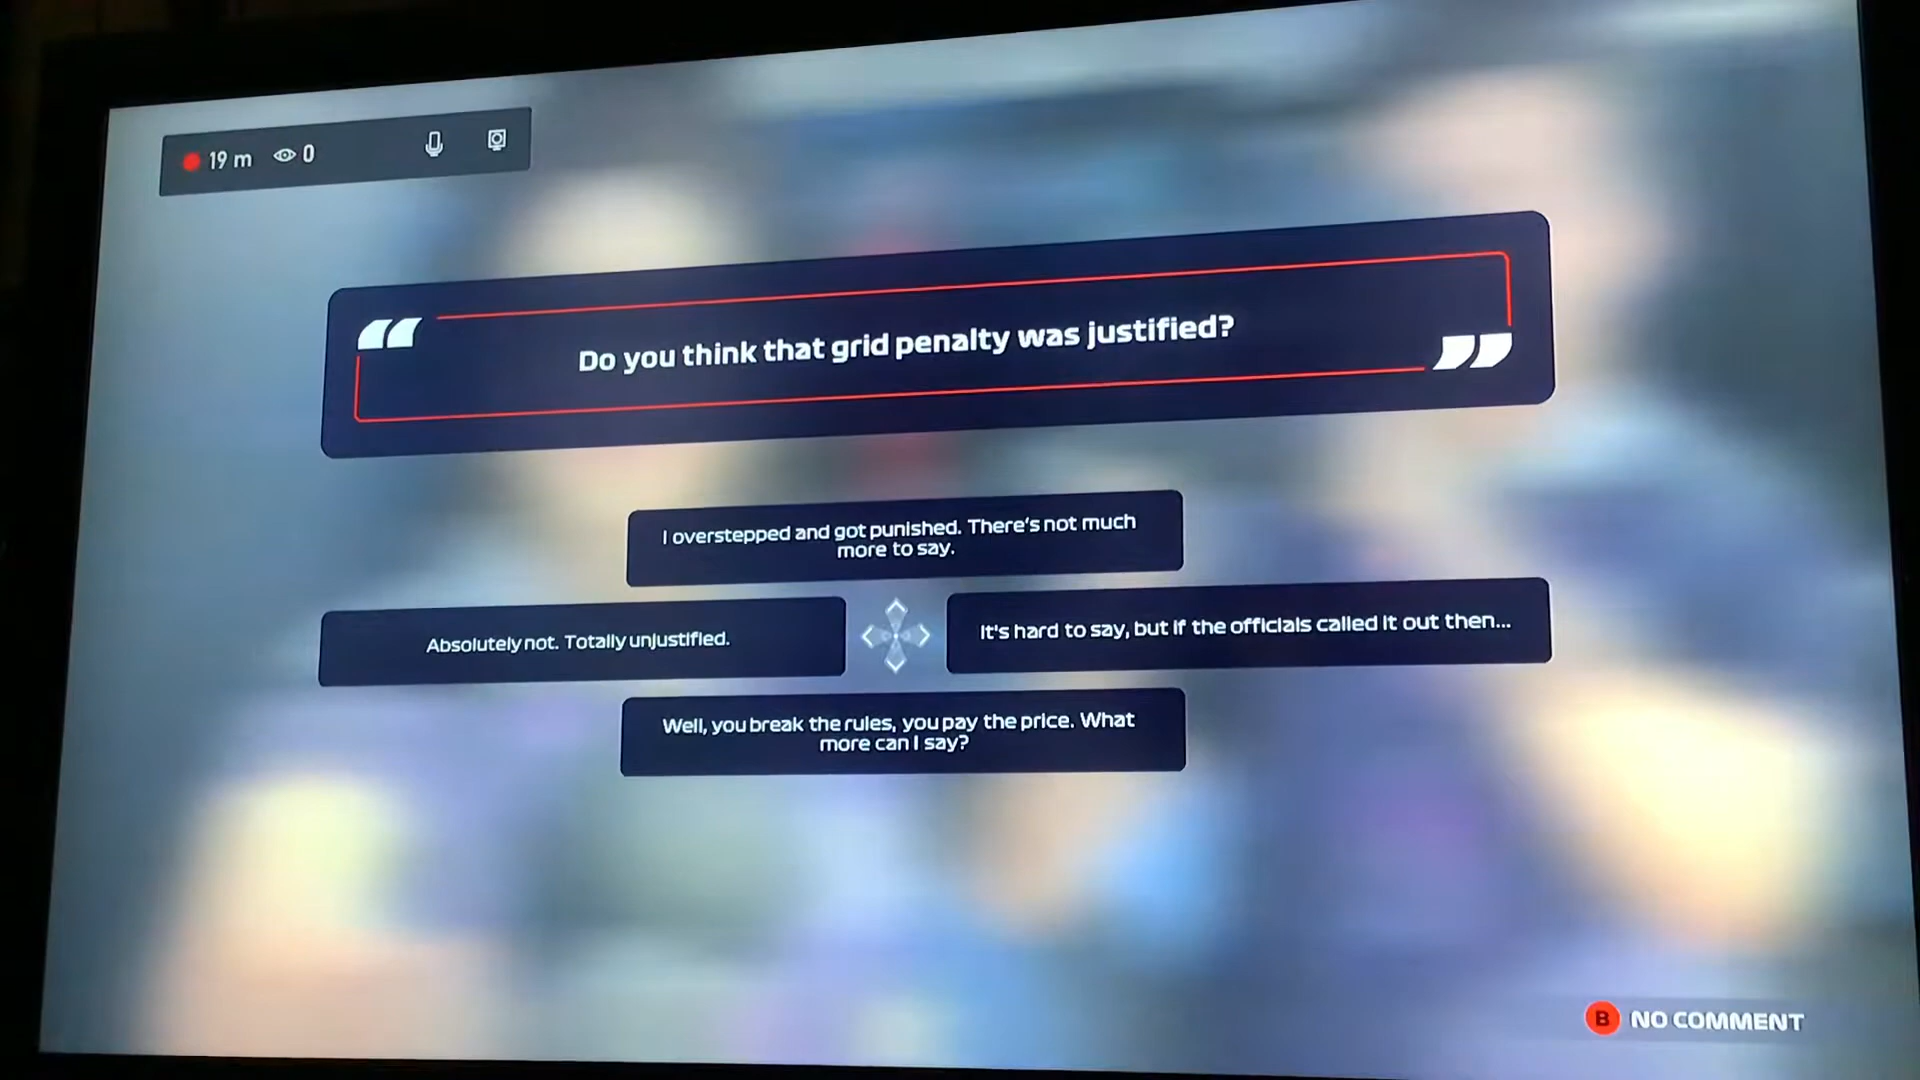 19 m 0
Do you think that grid penalty was justified?
I overstepped and got punished. There's not much
more to say.
Absolutely not. Totally unjustified.
It's hard to say, but if the officials called it out then...
Well, you break the rules, you pay the price. What
more can I say?
B NO COMMENT